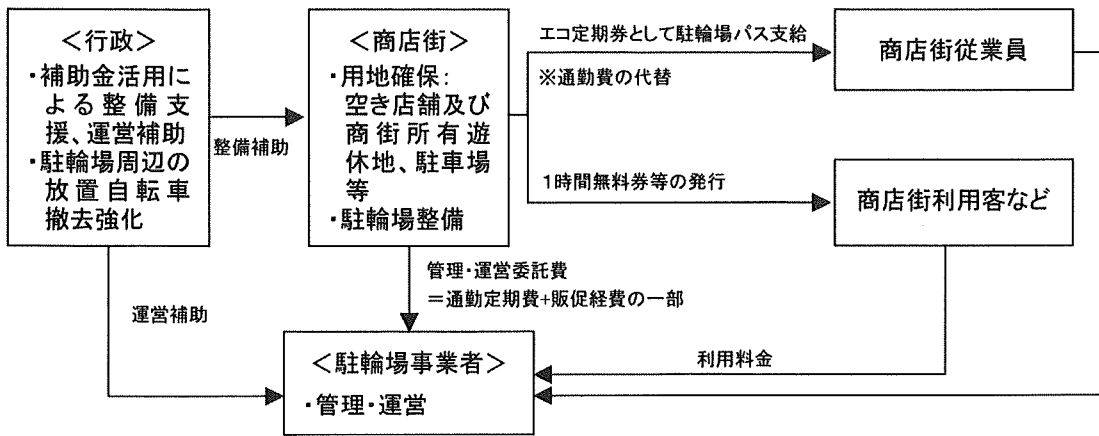 ＜行政＞
・補助金活用に
よる整備支
援、運営補助
・駐輪場周辺の
放置自転車
撤去強化
整備補助
＜商店街＞
・用地確保：
空き店舗及び
商街所有遊
休地、駐車場
等
・駐輪場整備
エコ定期券として駐輪場パス支給
※通勤費の代替
商店街従業員
1時間無料券等の発行
商店街利用客など
管理・運営委託費
＝通勤定期費+販促経費の一部
運営補助
＜駐輪場事業者＞
・管理・運営
利用料金